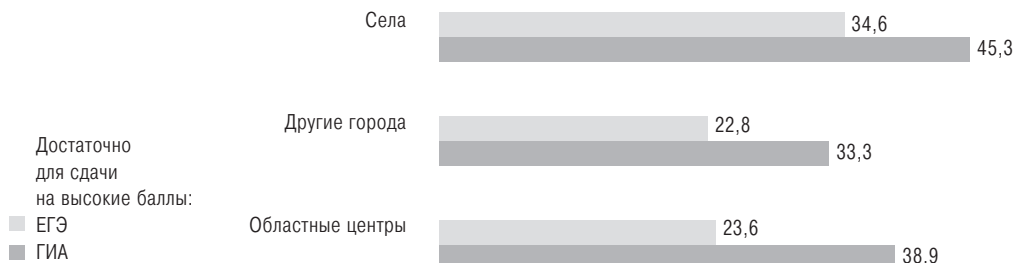 Села
34,6
45,3
Другие города
22,8
33,3
Достаточно
для сдачи
на высокие баллы:
ЕГЭ
ГИА
Областные центры
23,6
38,9